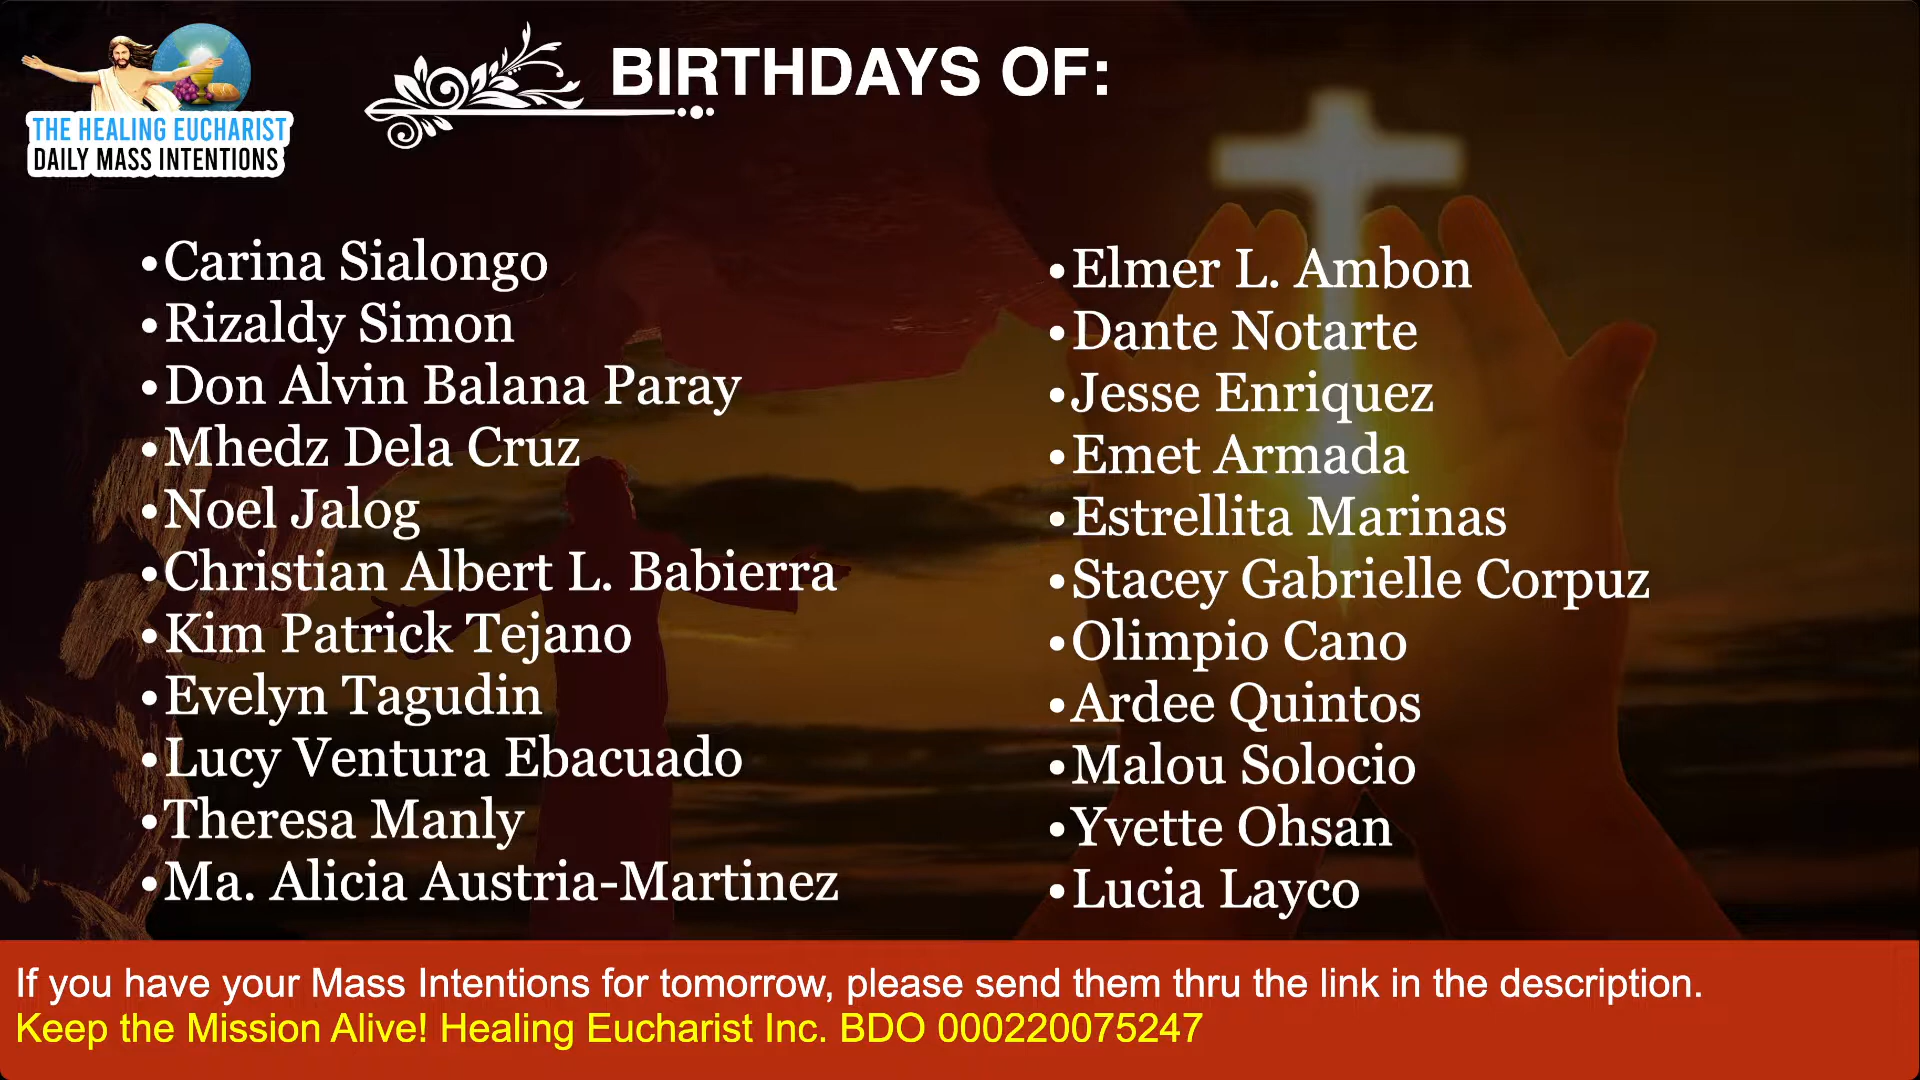 THE HEALING EUCHARIST
DAILY MASS INTENTIONS
BIRTHDAYS OF:
•Carina Sialongo
•Rizaldy Simon
•Don Alvin Balana Paray
•Mhedz Dela Cruz
•Noel Jalog
•Christian Albert L. Babierra
•Kim Patrick Tejano
•Evelyn Tagudin
•Lucy Ventura Ebacuado
•Theresa Manly
•Ma. Alicia Austria-Martinez
•Elmer L. Ambon
•Dante Notarte
•Jesse Enriquez
•Emet Armada
•Estrellita Marinas
•Stacey Gabrielle Corpuz
•Olimpio Cano
•Ardee Quintos
•Malou Solocio
•Yvette Ohsan
•Lucia Layco
If you have your Mass Intentions for tomorrow, please send them thru the link in the description.
Keep the Mission Alive! Healing Eucharist Inc. BDO 000220075247